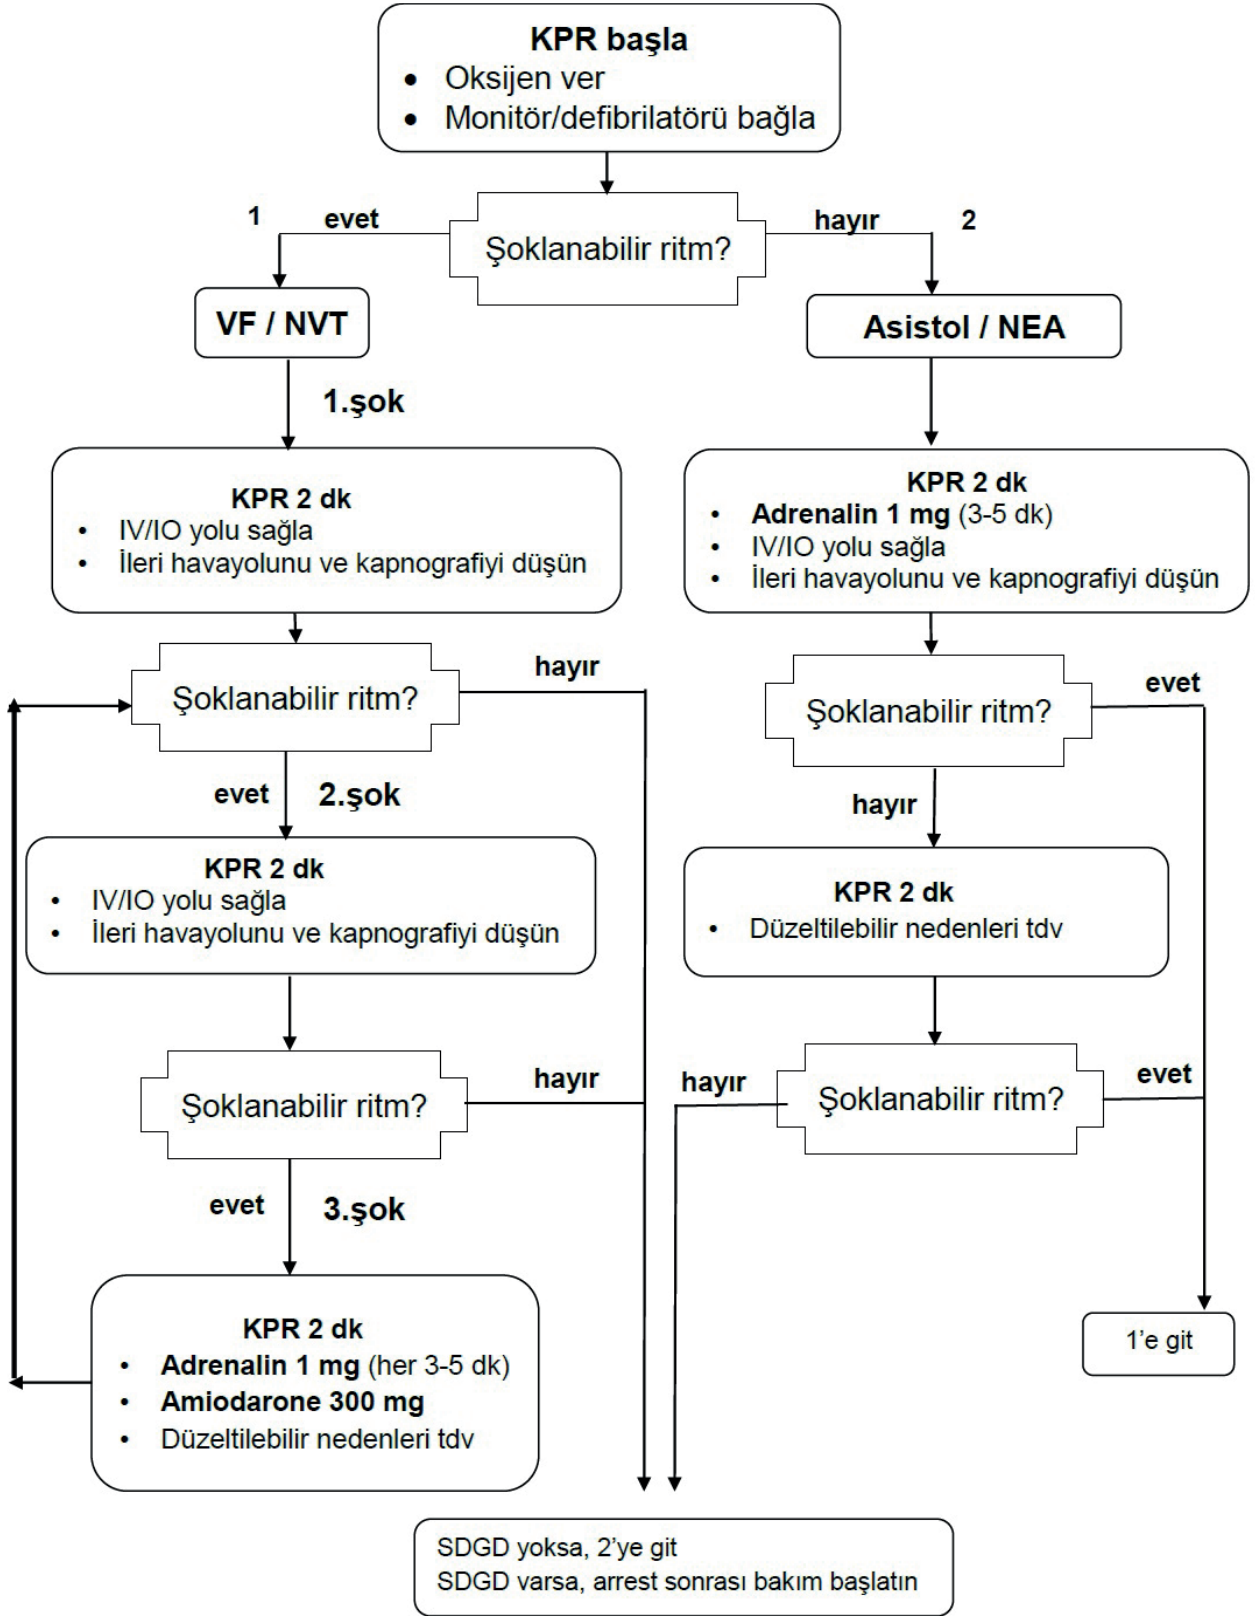 KPR başla
• Oksijen ver
• Monitör/defibrilatörü bağla
1 evet
hayır 2
Şoklanabilir ritm?
VF / NVT
Asistol / NEA
1.şok
KPR 2 dk
• IV/IO yolu sağla
• İleri havayolunu ve kapnografiyi düşün
KPR 2 dk
• Adrenalin 1 mg (3-5 dk)
• IV/IO yolu sağla
• İleri havayolunu ve kapnografiyi düşün
Şoklanabilir ritm?
hayır
Şoklanabilir ritm?
evet
evet 2.şok
hayır
KPR 2 dk
• IV/IO yolu sağla
• İleri havayolunu ve kapnografiyi düşün
KPR 2 dk
• Düzeltilebilir nedenleri tdv
Şoklanabilir ritm?
hayır
hayır
Şoklanabilir ritm?
evet
evet 3.şok
KPR 2 dk
• Adrenalin 1 mg (her 3-5 dk)
• Amiodarone 300 mg
• Düzeltilebilir nedenleri tdv
1’e git
SDGD yoksa, 2’ye git
SDGD varsa, arrest sonrası bakım başlatın